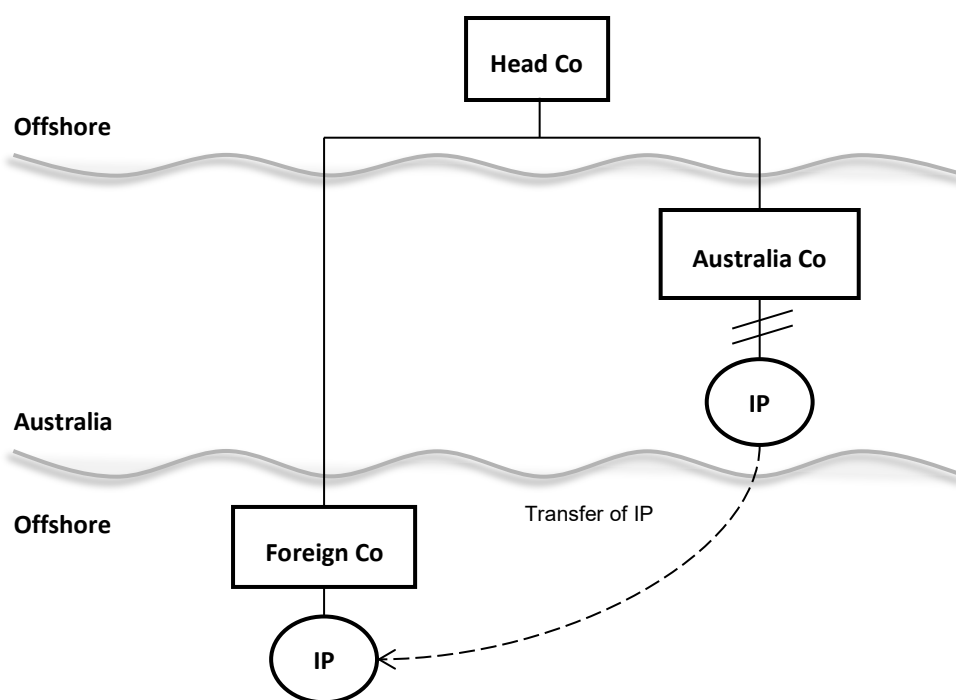 Head Co
Offshore
Australia Co
IP
Australia
Transfer of IP
Offshore
Foreign Co
IP